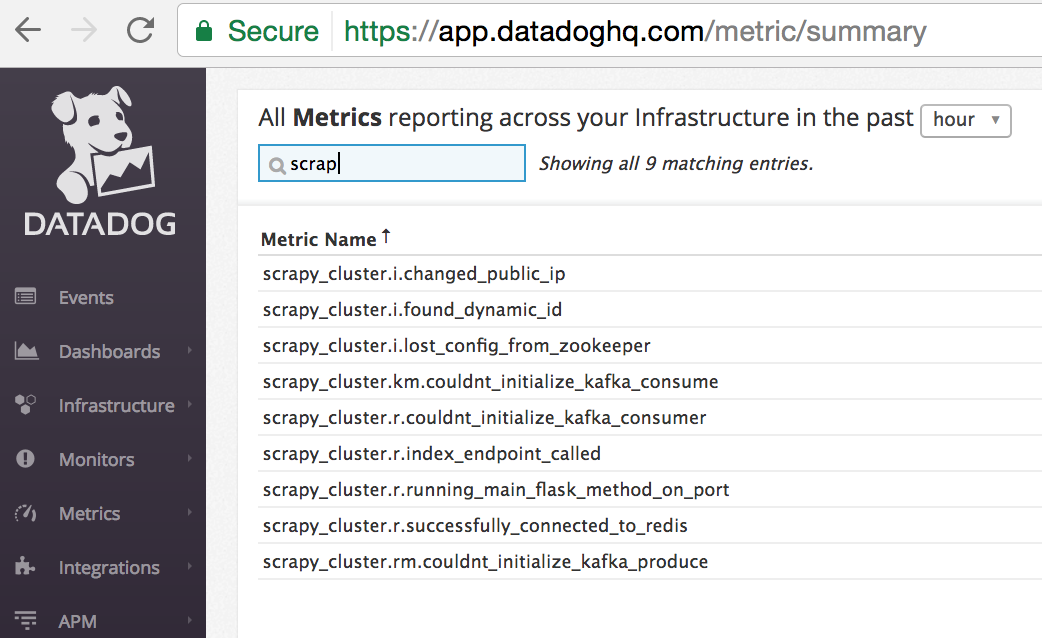 Secure https://app.datadoghq.com/metric/summary
DATADOG
Events
Dashboards
Infrastructure
Monitors
Metrics
Integrations
APM
All Metrics reporting across your Infrastructure in the past hour
scrap
Showing all 9 matching entries.
Metric Name
scrapy_cluster.i.changed_public_ip
scrapy_cluster.i.found_dynamic_id
scrapy_cluster.i.lost_config_from_zookeeper
scrapy_cluster.km.couldnt_initialize_kafka_consume
scrapy_cluster.r.couldnt_initialize_kafka_consumer
scrapy_cluster.r.index_endpoint_called
scrapy_cluster.r.running_main_flask_method_on_port
scrapy_cluster.r.successfully_connected_to_redis
scrapy_cluster.rm.couldnt_initialize_kafka_produce